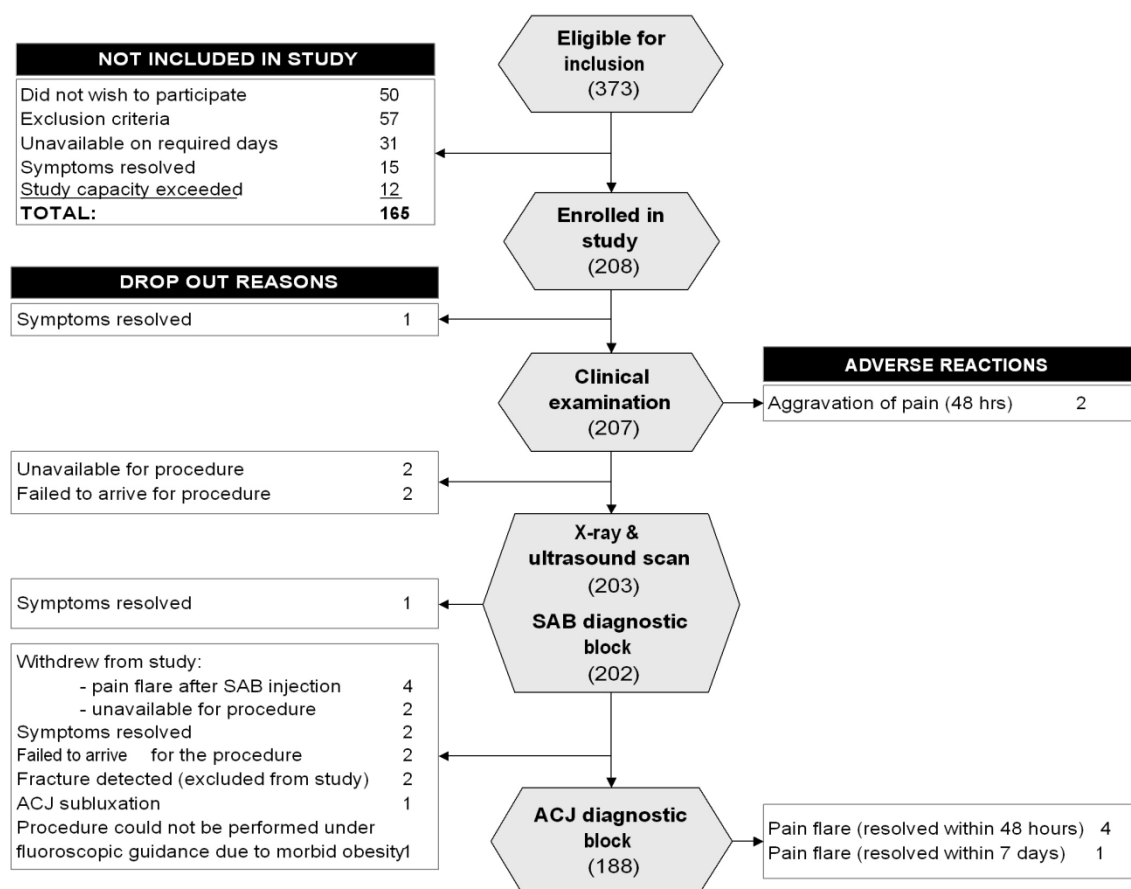 Eligible for
inclusion
(373)
NOT INCLUDED IN STUDY
Did not wish to participate 50
Exclusion criteria 57
Unavailable on required days 31
Symptoms resolved 15
Study capacity exceeded 12
TOTAL: 165
Enrolled in
study
(208)
DROP OUT REASONS
Symptoms resolved 1
Clinical
examination
(207)
ADVERSE REACTIONS
Aggravation of pain (48 hrs) 2
Unavailable for procedure 2
Failed to arrive for procedure 2
X-ray &
ultrasound scan
(203)
SAB diagnostic
block
(202)
Symptoms resolved 1
Withdrew from study:
- pain flare after SAB injection 4
- unavailable for procedure 2
Symptoms resolved 2
Failed to arrive for the procedure 2
Fracture detected (excluded from study) 2
ACJ subluxation 1
Procedure could not be performed under
fluoroscopic guidance due to morbid obesity 1
ACJ diagnostic
block
(188)
Pain flare (resolved within 48 hours) 4
Pain flare (resolved within 7 days) 1